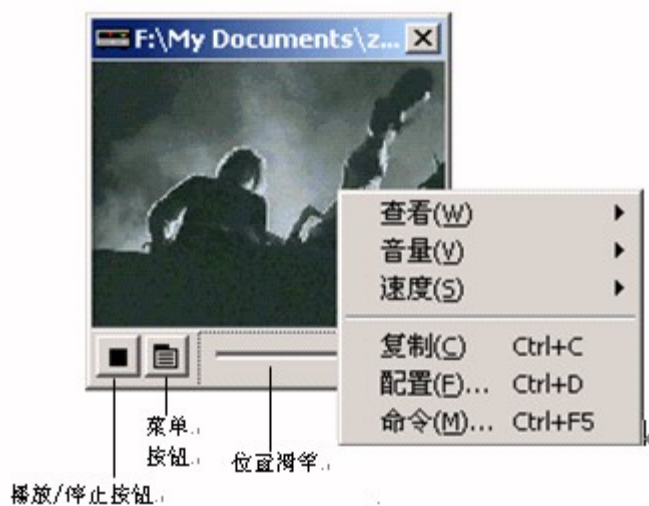 F:\My Documents\z...
查看(W)
音量(V)
速度(S)
复制(C) Ctrl+C
配置(F)... Ctrl+D
命令(M)... Ctrl+F5
菜单
按钮
位置滑竿
播放/停止按钮